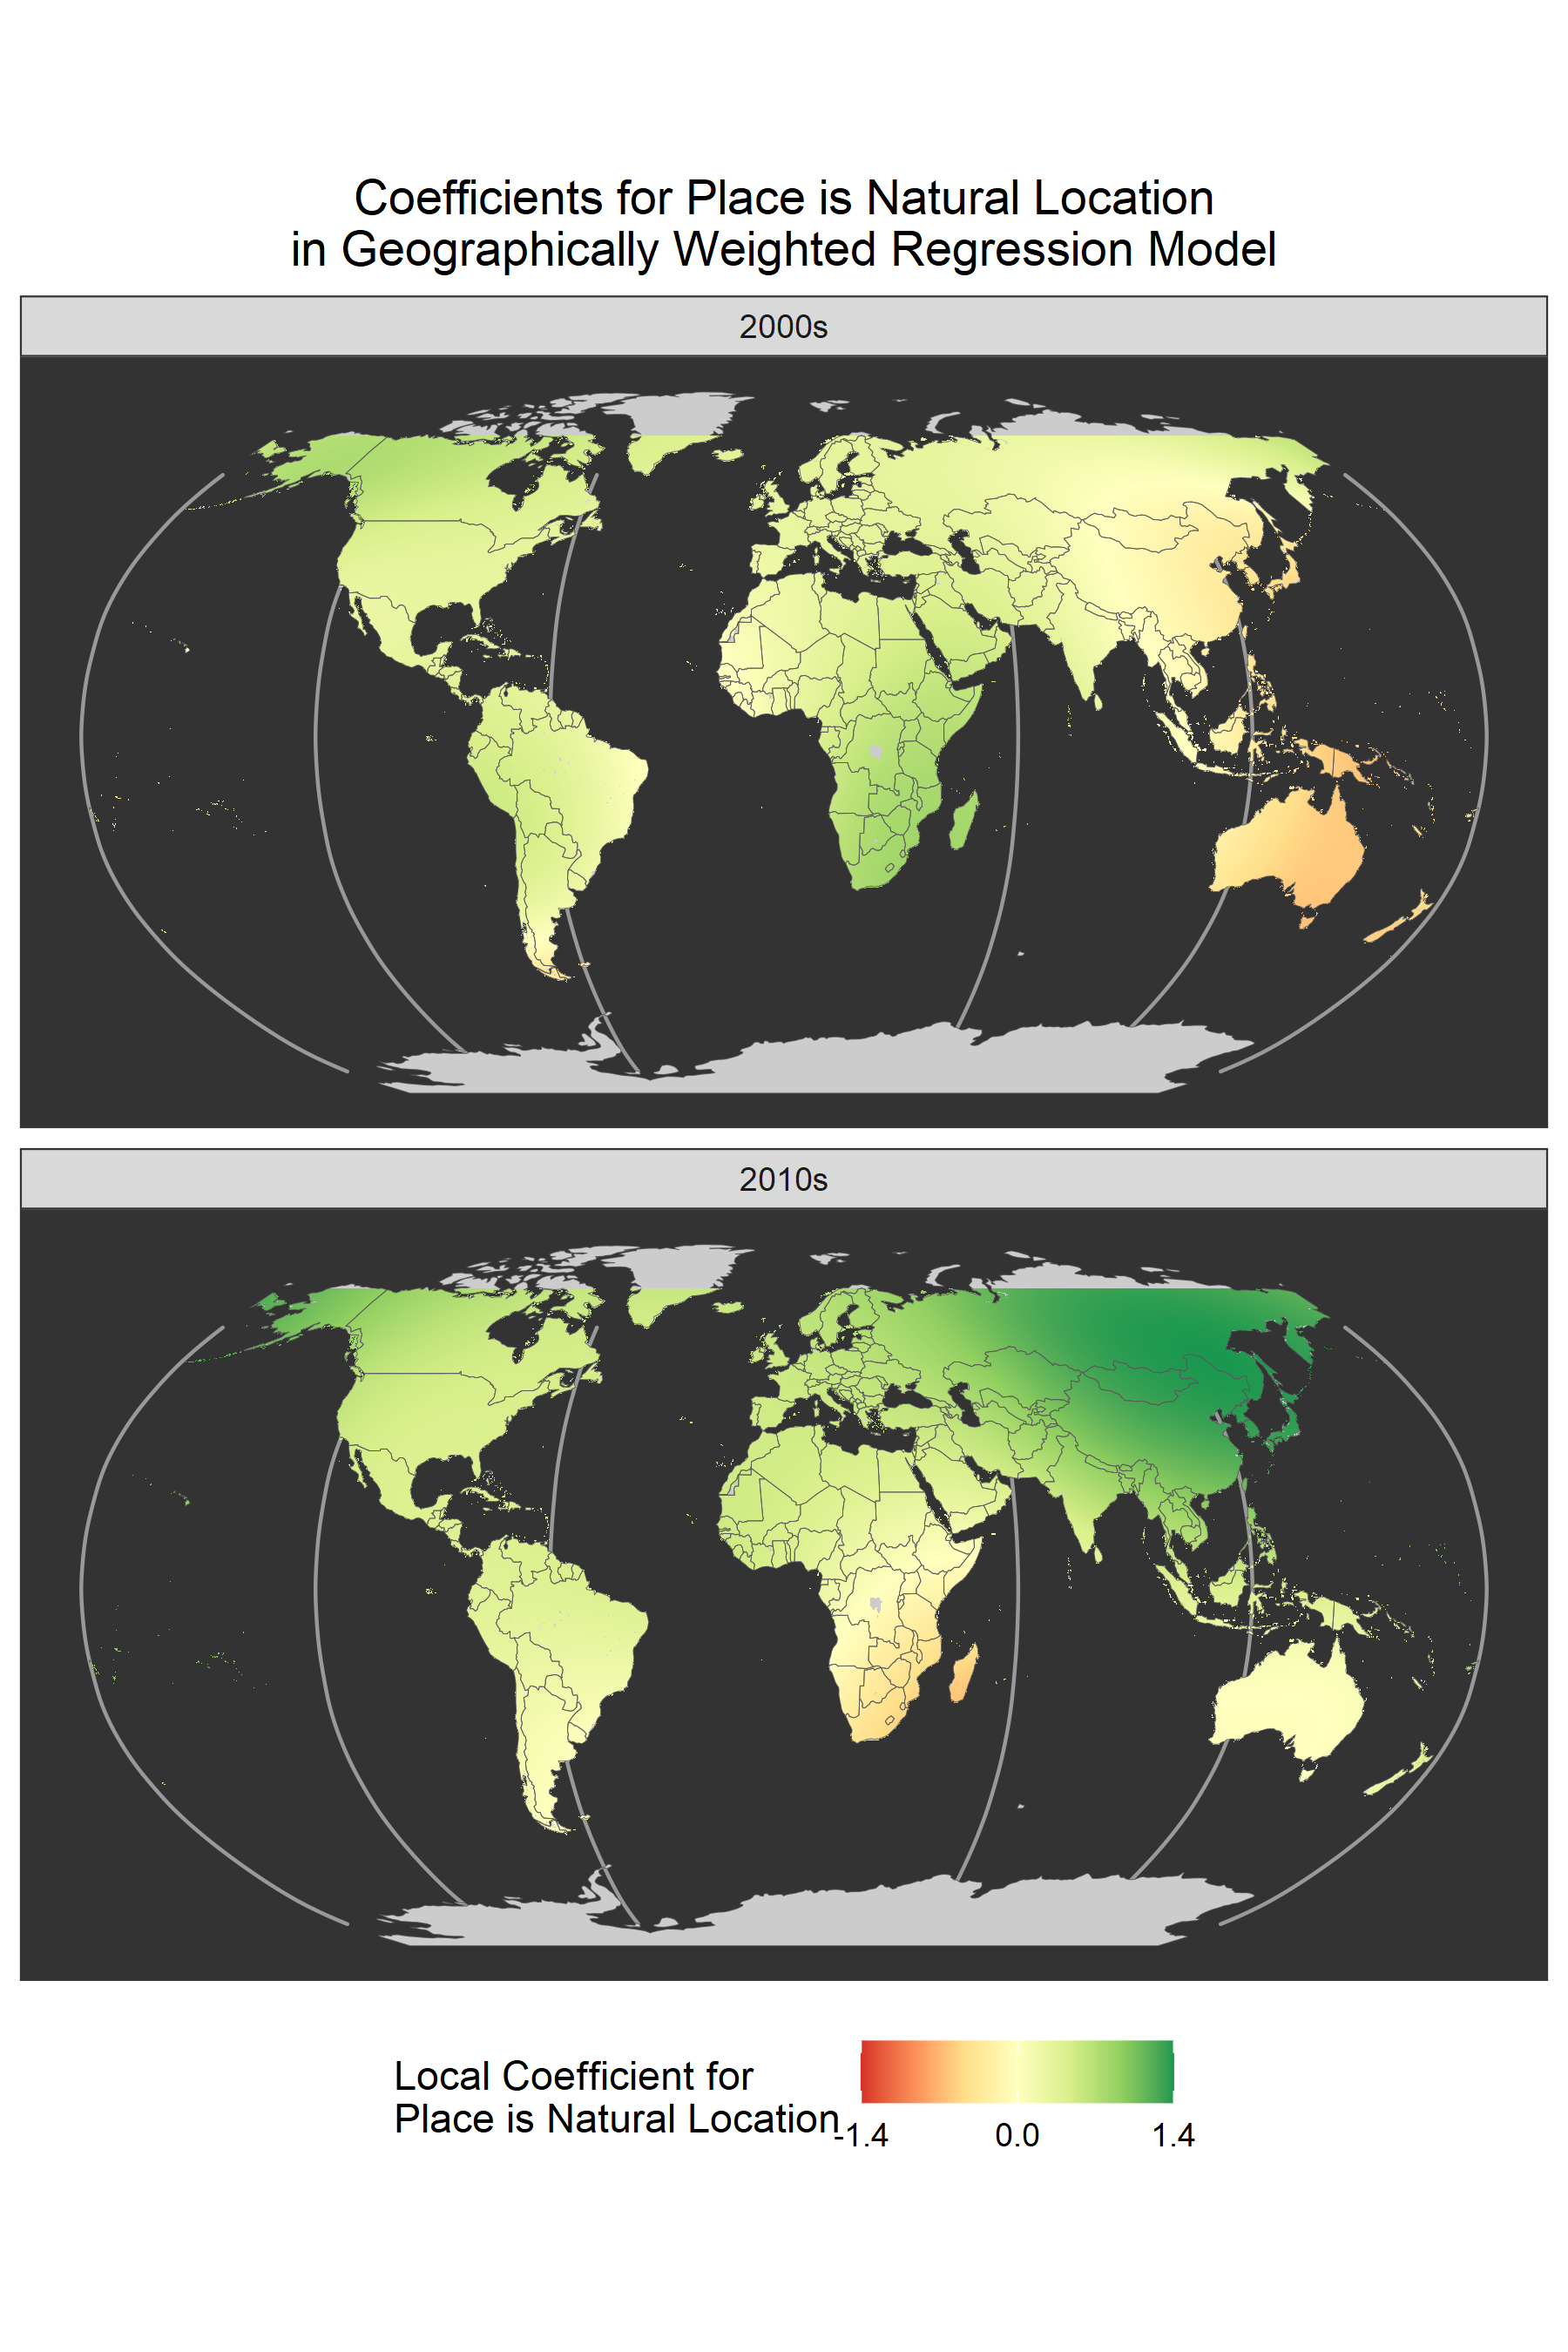 Coefficients for Place is Natural Location
in Geographically Weighted Regression Model
2000s
2010s
Local Coefficient for
Place is Natural Location
-1.4 0.0 1.4